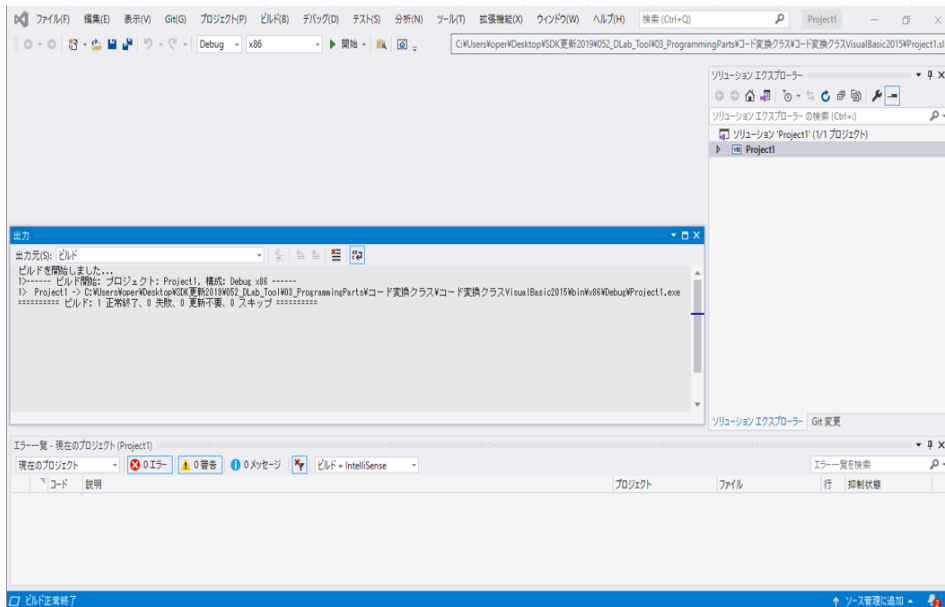 ファイル(F) 編集(E) 表示(V) Git(G) プロジェクト(P) ビルド(B) デバッグ(D) テスト(S) 分析(N) ツール(T) 拡張機能(X) ウィンドウ(W) ヘルプ(H) 検索 (Ctrl+Q) Project1
Debug x86 開始 C:¥Users¥oper¥Desktop¥SDK更新2019¥052_DLab_Tool¥03_ProgrammingParts¥コード変換クラス¥コード変換クラスVisualBasic2015¥Project1.sl
ソリューション エクスプローラー
ソリューション エクスプローラー の検索 (Ctrl+;)
ソリューション 'Project1' (1/1 プロジェクト)
VB Project1
出力
出力元(S): ビルド
ビルドを開始しました...
1>------ ビルド開始: プロジェクト: Project1, 構成: Debug x86 ------
1> Project1 -> C:¥Users¥oper¥Desktop¥SDK更新2019¥052_DLab_Tool¥03_ProgrammingParts¥コード変換クラス¥コード変換クラスVisualBasic2015¥bin¥x86¥Debug¥Project1.exe
========== ビルド: 1 正常終了、0 失敗、0 更新不要、0 スキップ ==========
ソリューション エクスプローラー Git 変更
エラー一覧 - 現在のプロジェクト (Project1)
現在のプロジェクト 0 エラー 0 警告 0 メッセージ ビルド + IntelliSense エラー一覧を検索
コード 説明 プロジェクト ファイル 行 抑制状態
ビルド正常終了 ソース管理に追加